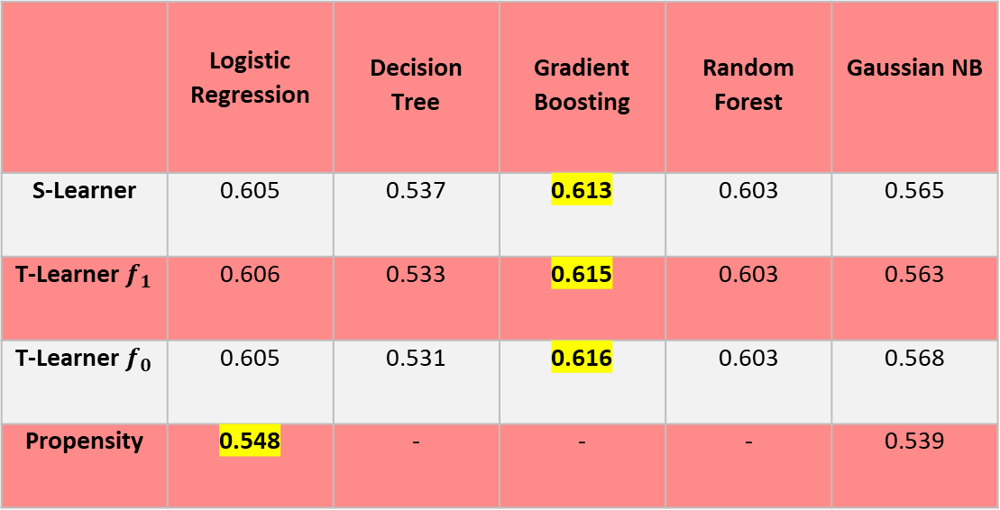 Logistic
Regression
Decision
Tree
Gradient
Boosting
Random
Forest
Gaussian NB
S-Learner 0.605 0.537 0.613 0.603 0.565
T-Learner 𝒇₁ 0.606 0.533 0.615 0.603 0.563
T-Learner 𝒇₀ 0.605 0.531 0.616 0.603 0.568
Propensity 0.548 - - - 0.539